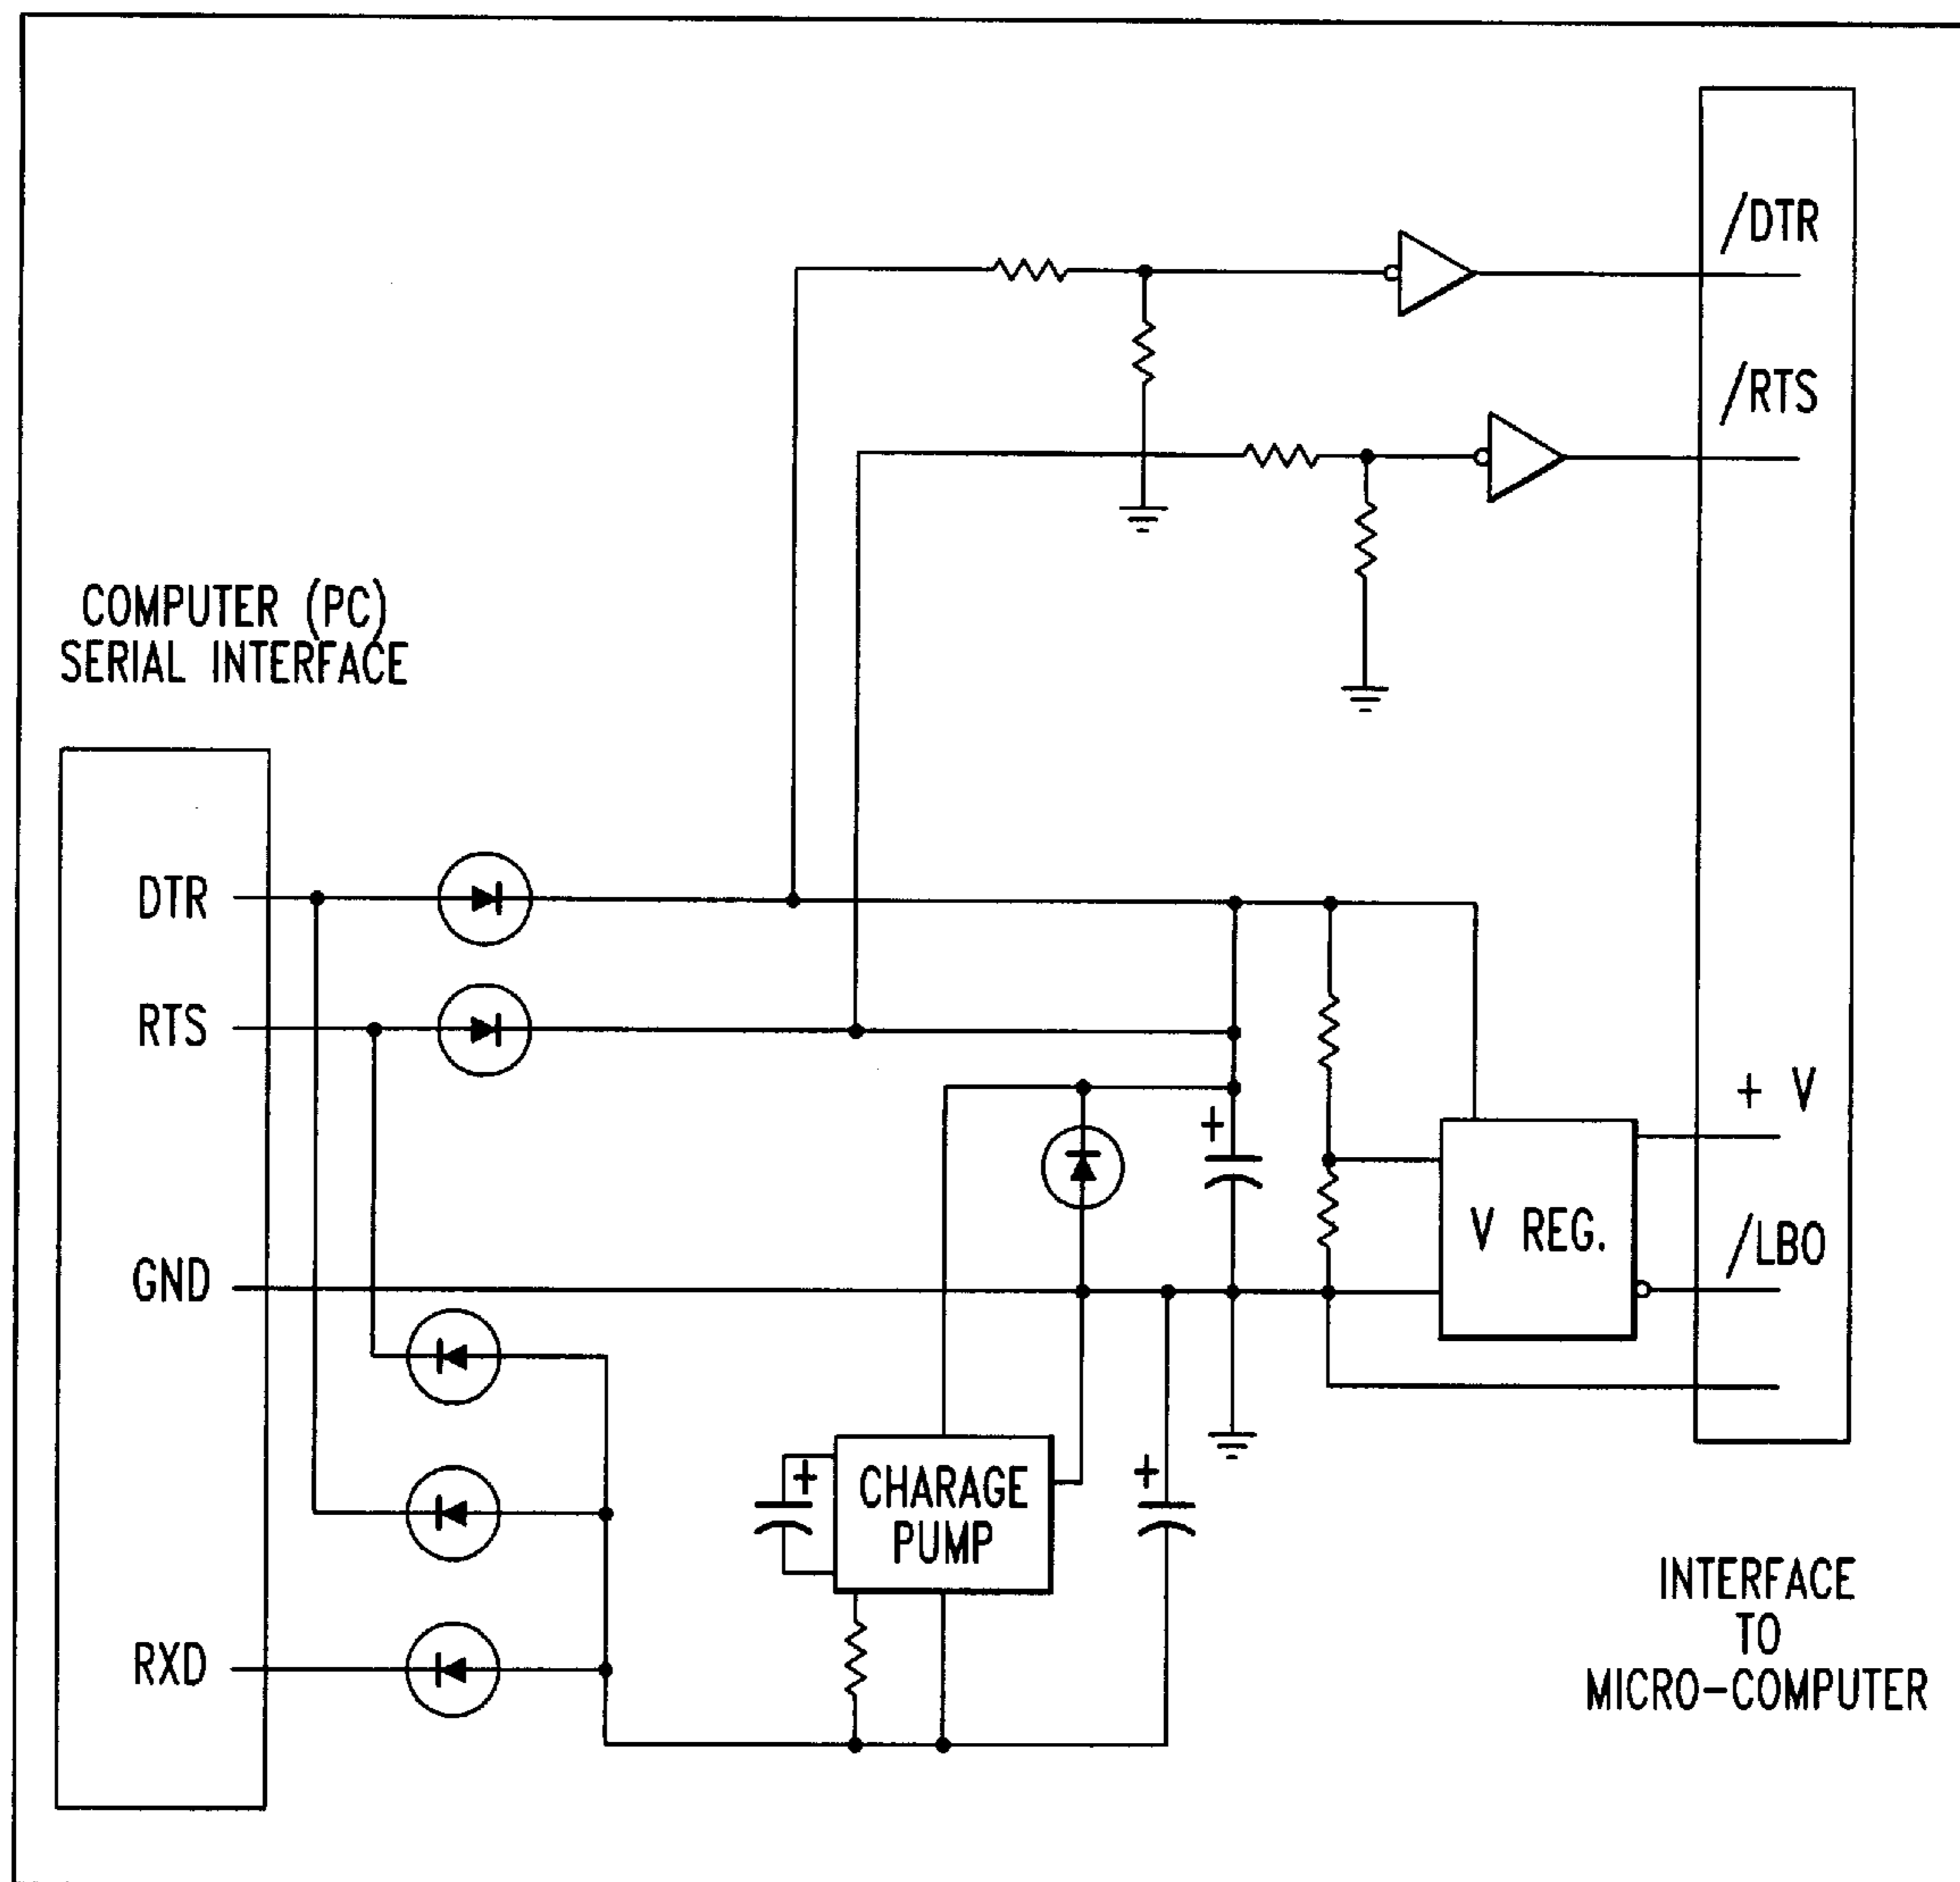 /DTR
/RTS
COMPUTER (PC)
SERIAL INTERFACE
DTR
RTS
GND
RXD
+
+ V
V REG.
/LBO
+
CHARAGE
PUMP
+
INTERFACE
TO
MICRO-COMPUTER